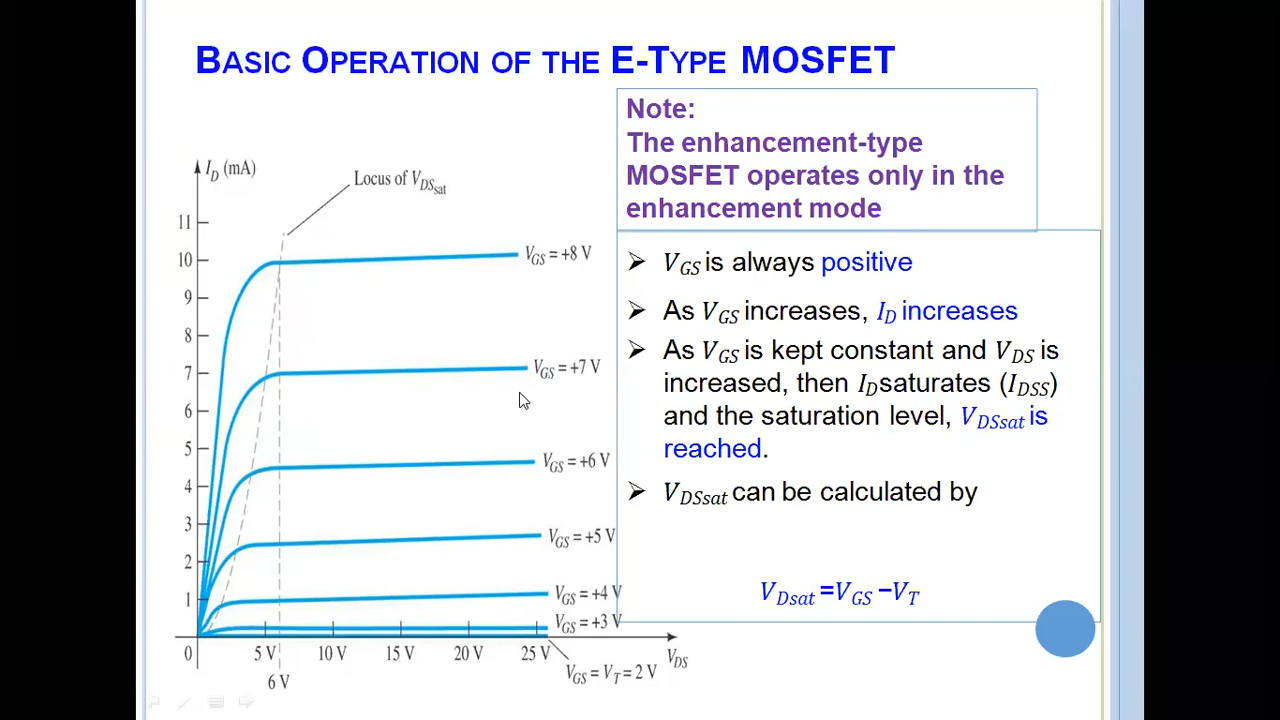 BASIC OPERATION OF THE E-TYPE MOSFET
Note:
The enhancement-type
MOSFET operates only in the
enhancement mode
I_D (mA)
Locus of V_DSsat
11
10
9
8
7
6
5
4
3
2
1
0
V_GS = +8 V
V_GS = +7 V
V_GS = +6 V
V_GS = +5 V
V_GS = +4 V
V_GS = +3 V
5 V
10 V
15 V
20 V
25 V
V_DS
6 V
V_GS = V_T = 2 V
➢ V_GS is always positive
➢ As V_GS increases, I_D increases
➢ As V_GS is kept constant and V_DS is
increased, then I_D saturates (I_DSS)
and the saturation level, V_DSsat is
reached.
➢ V_DSsat can be calculated by
V_Dsat = V_GS − V_T